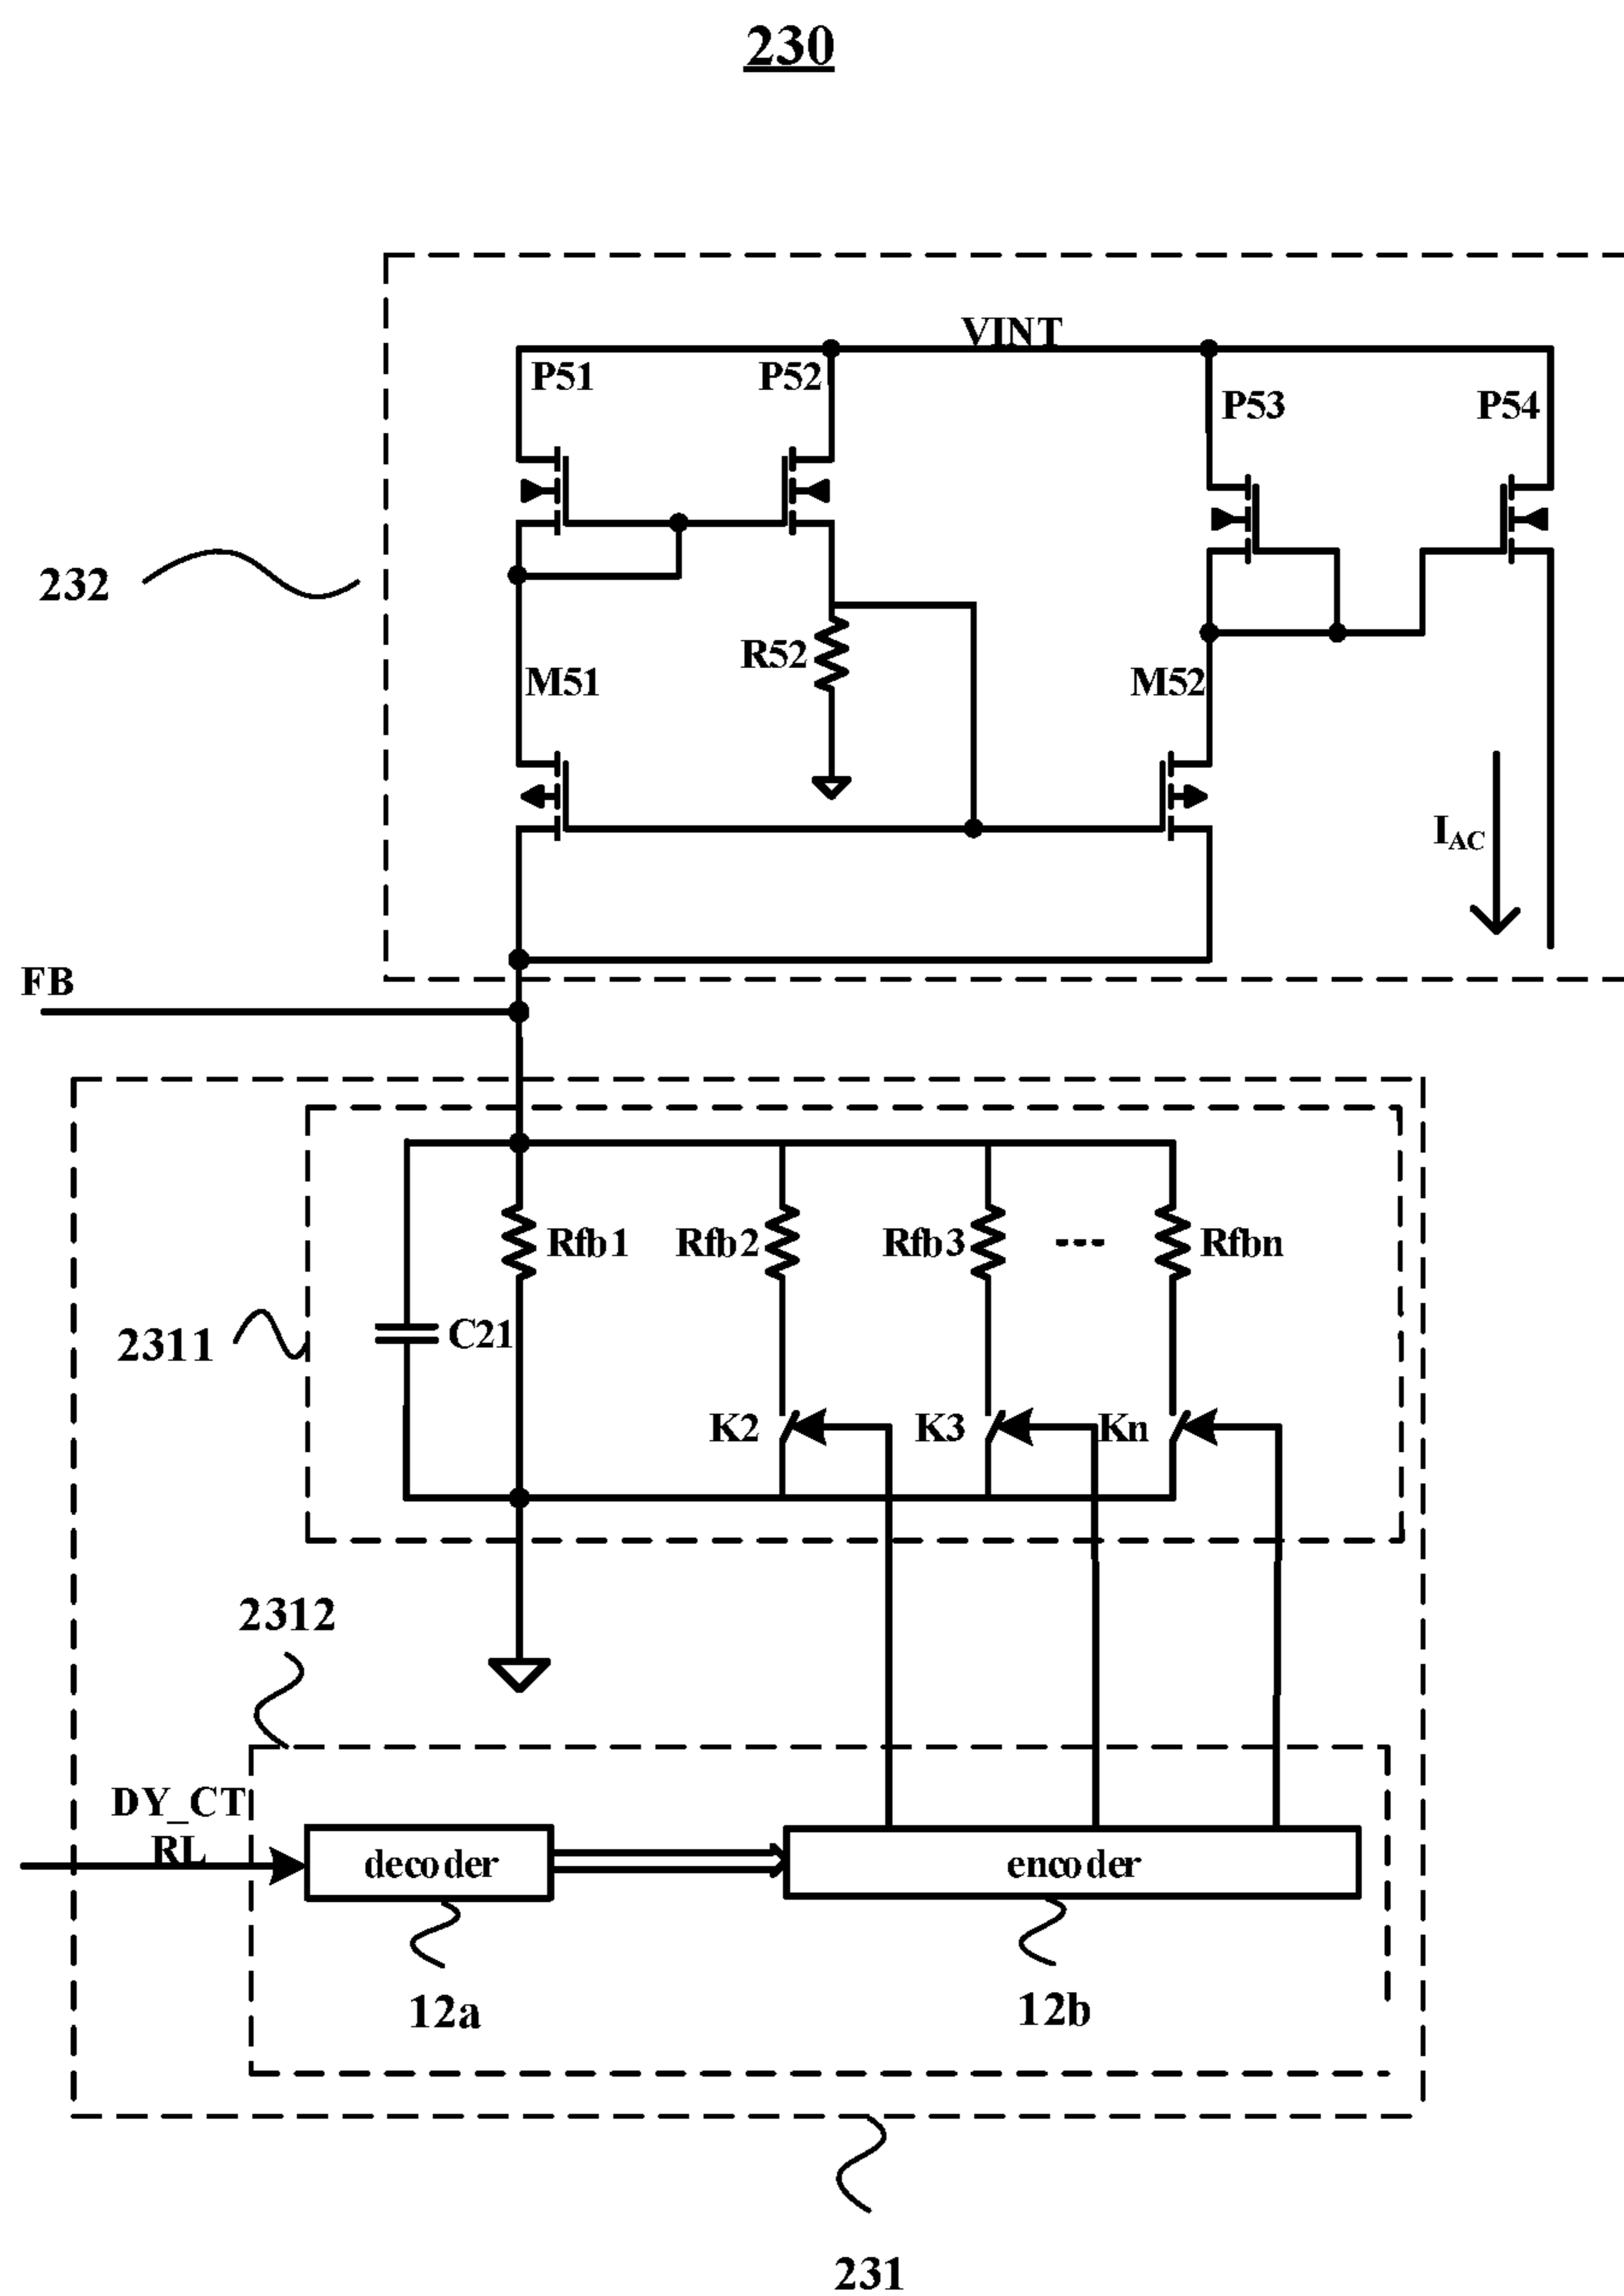 230
VINT
P51
P52
P53
P54
232
R52
M51
M52
I_AC
FB
Rfb1
Rfb2
Rfb3
---
Rfbn
2311
C21
K2
K3
Kn
2312
DY_CT
RL
decoder
encoder
12a
12b
231